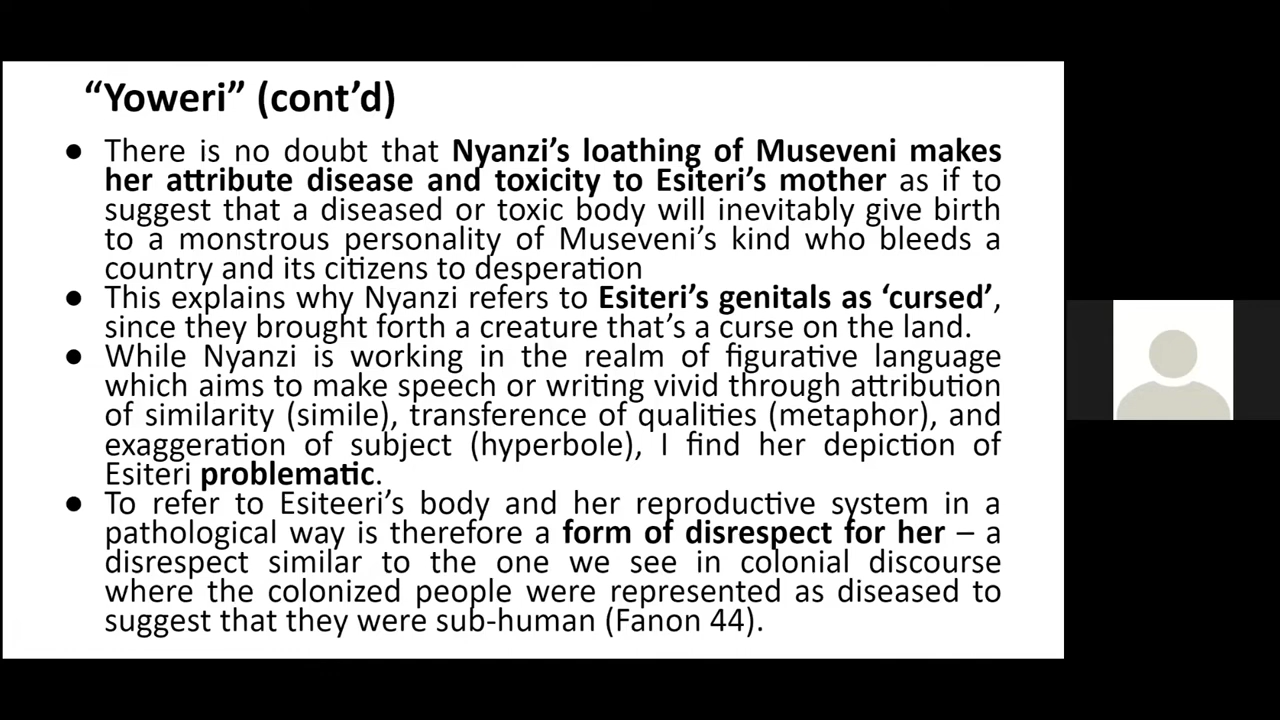 “Yoweri” (cont’d)
● There is no doubt that Nyanzi’s loathing of Museveni makes
her attribute disease and toxicity to Esiteri’s mother as if to
suggest that a diseased or toxic body will inevitably give birth
to a monstrous personality of Museveni’s kind who bleeds a
country and its citizens to desperation
● This explains why Nyanzi refers to Esiteri’s genitals as ‘cursed’,
since they brought forth a creature that’s a curse on the land.
● While Nyanzi is working in the realm of figurative language
which aims to make speech or writing vivid through attribution
of similarity (simile), transference of qualities (metaphor), and
exaggeration of subject (hyperbole), I find her depiction of
Esiteri problematic.
● To refer to Esiteeri’s body and her reproductive system in a
pathological way is therefore a form of disrespect for her – a
disrespect similar to the one we see in colonial discourse
where the colonized people were represented as diseased to
suggest that they were sub-human (Fanon 44).